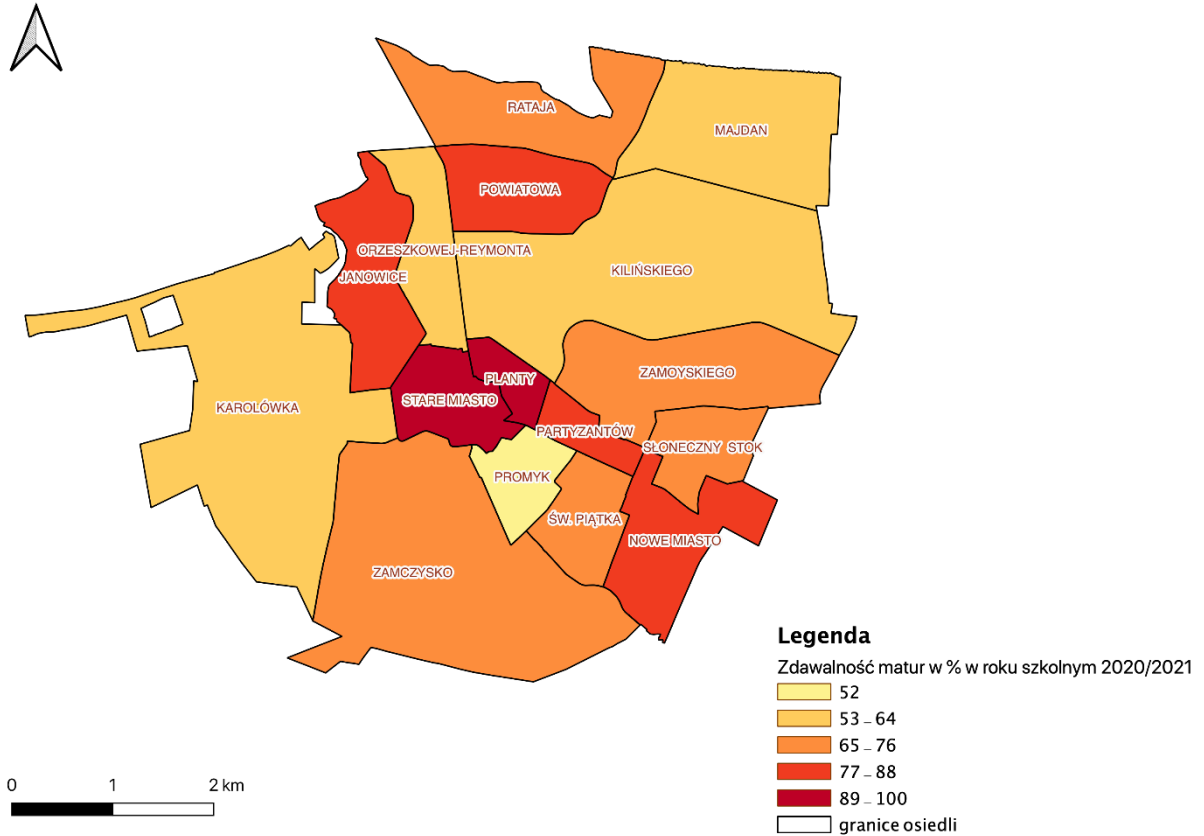 RATAJA
MAJDAN
POWIATOWA
ORZESZKOWEJ-REYMONTA
KILIŃSKIEGO
JANOWICE
ZAMOYSKIEGO
PLANTY
STARE MIASTO
KAROLÓWKA
PARTYZANTÓW
SŁONECZNY STOK
PROMYK
ŚW. PIĄTKA
NOWE MIASTO
ZAMCZYSKO
Legenda
Zdawalność matur w % w roku szkolnym 2020/2021
52
53 – 64
65 – 76
77 – 88
89 – 100
granice osiedli
0 1 2 km